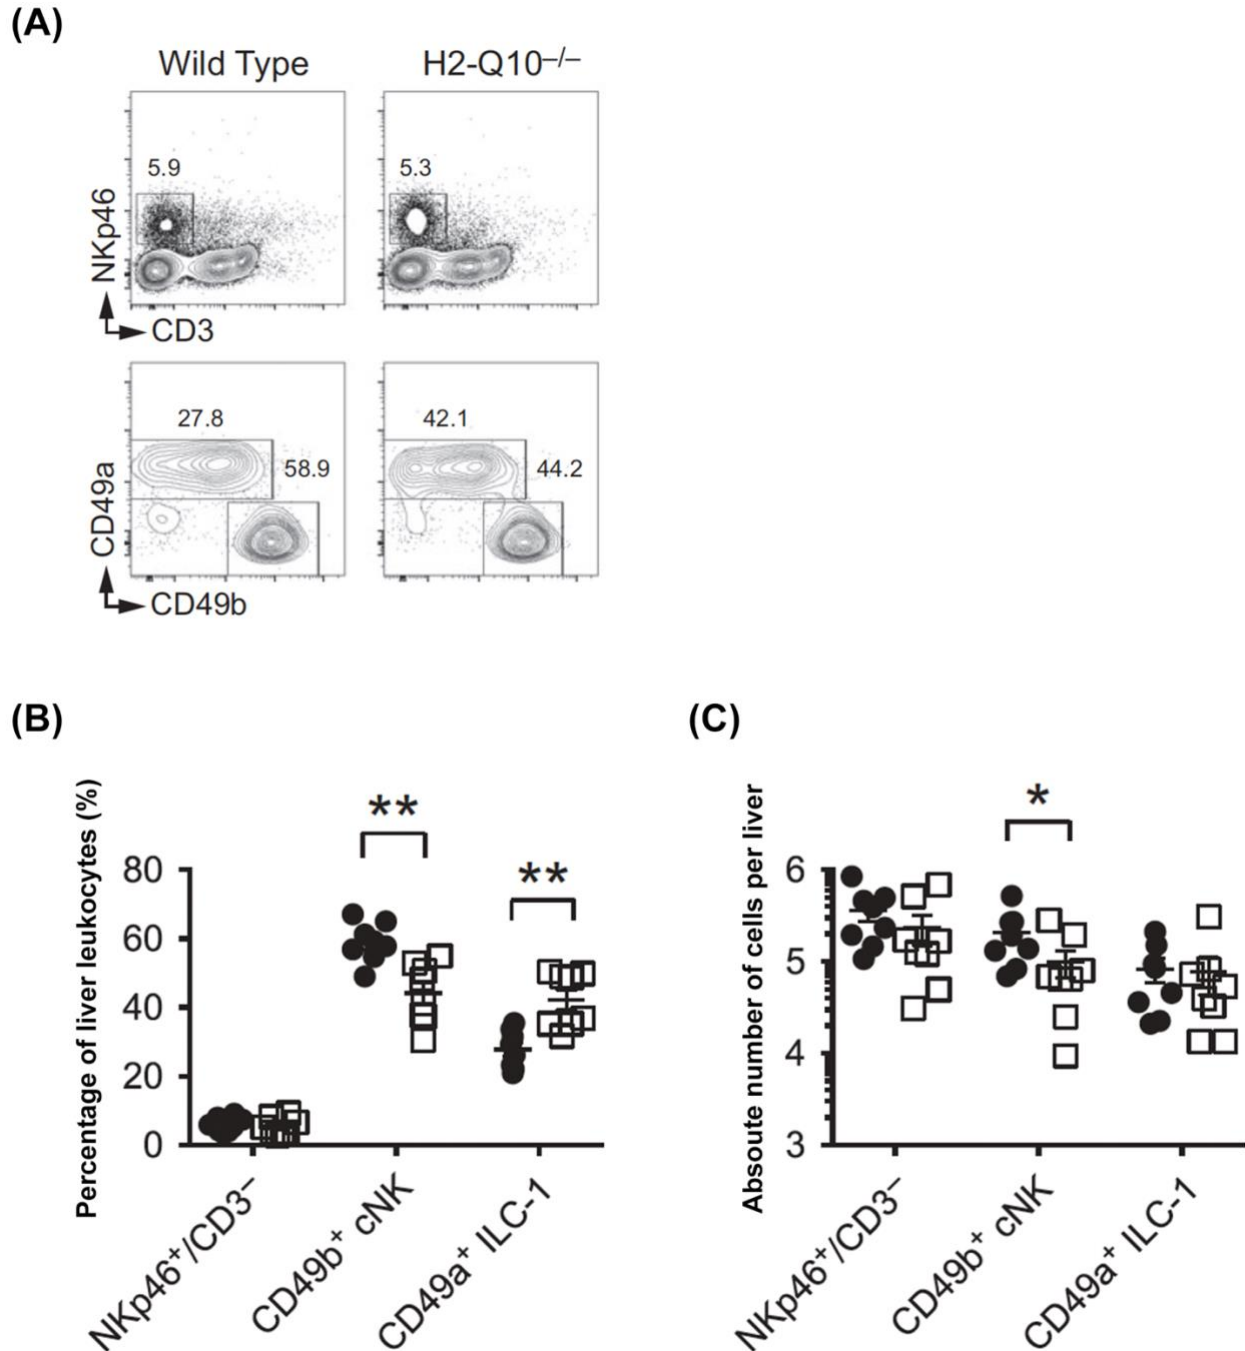 (A)
Wild Type
H2-Q10–/–
5.9
5.3
NKp46
CD3
27.8
58.9
42.1
44.2
CD49a
CD49b
(B)
Percentage of liver leukocytes (%)
80
60
40
20
0
**
**
NKp46+/CD3–
CD49b+ cNK
CD49a+ ILC-1
(C)
Absoute number of cells per liver
6
5
4
3
*
NKp46+/CD3–
CD49b+ cNK
CD49a+ ILC-1